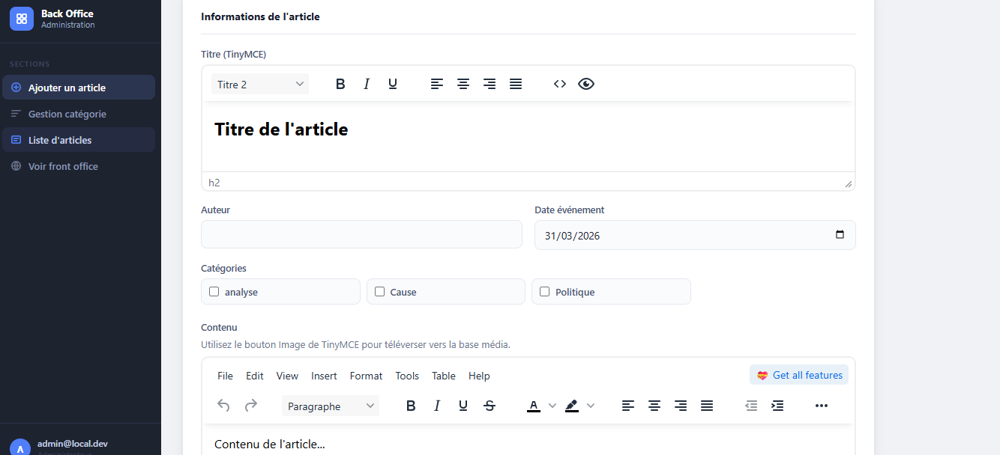 Back Office
Administration
SECTIONS
Ajouter un article
Gestion catégorie
Liste d'articles
Voir front office
A
admin@local.dev
Administrateur
Informations de l'article
Titre (TinyMCE)
Titre 2 B I U
Titre de l'article
h2
Auteur Date événement
31/03/2026
Catégories
analyse Cause Politique
Contenu
Utilisez le bouton Image de TinyMCE pour téléverser vers la base média.
File Edit View Insert Format Tools Table Help Get all features
Paragraphe B I U S A
Contenu de l'article...